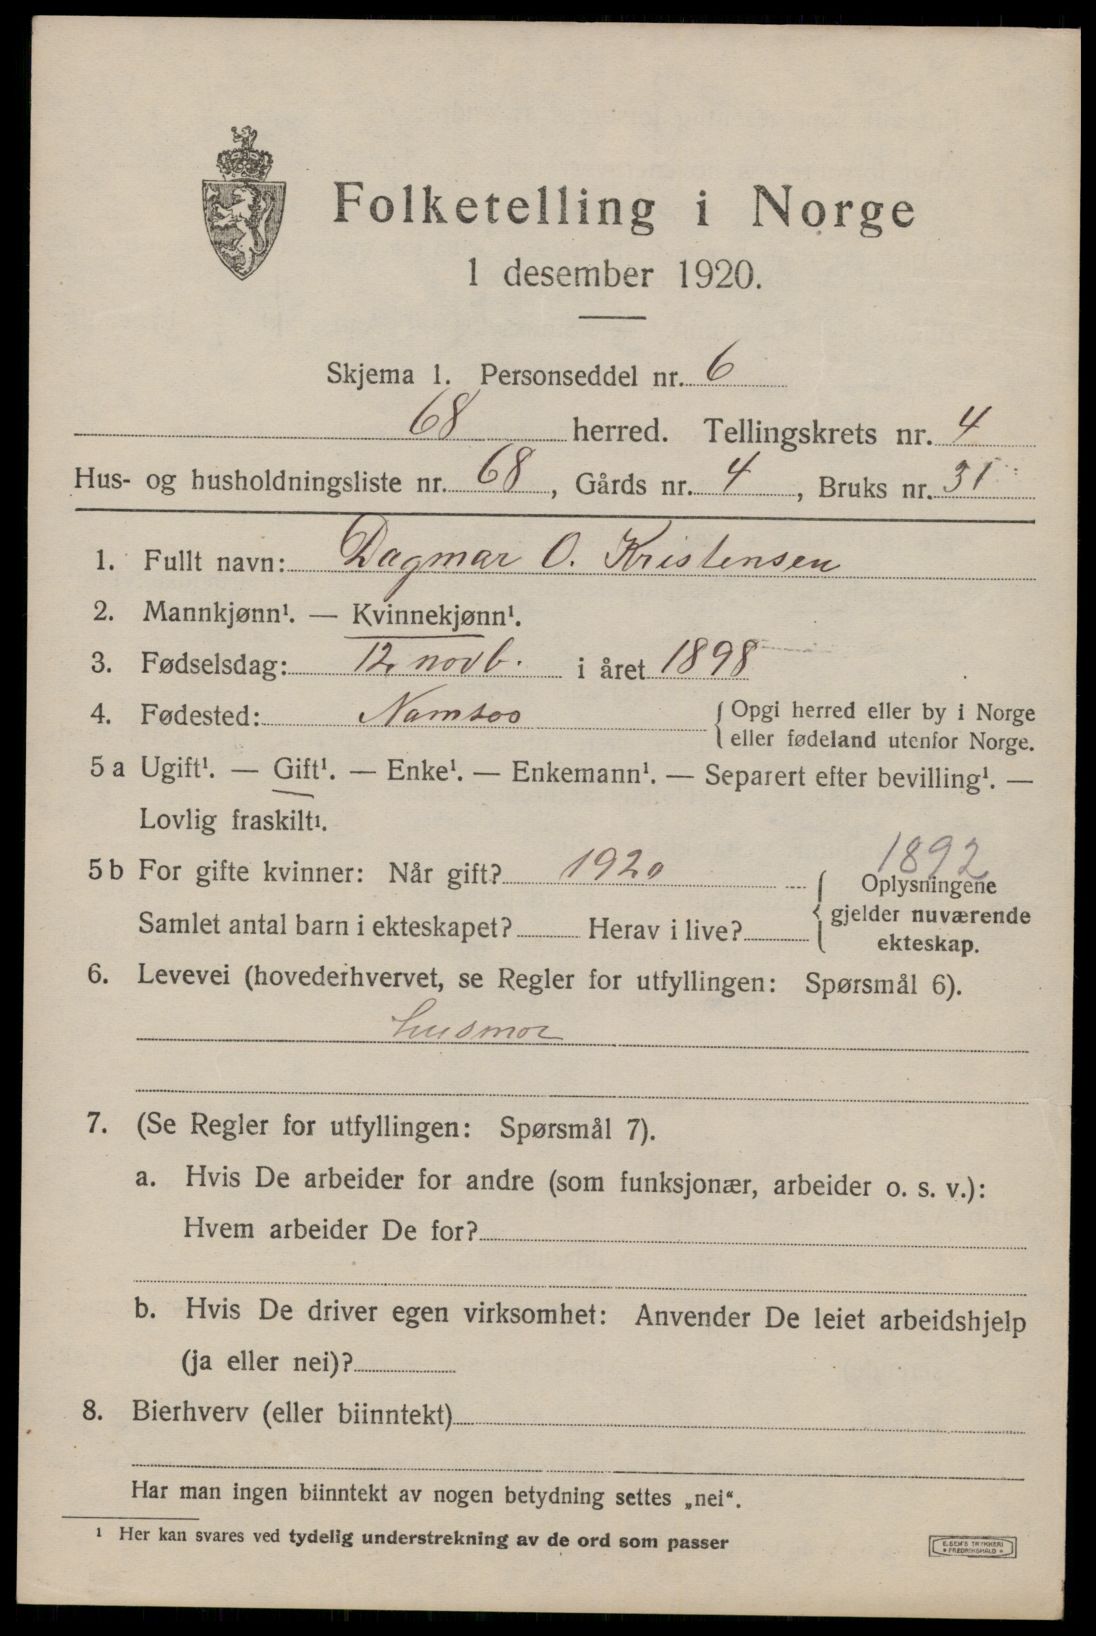 Folketelling i Norge
1 desember 1920.
Skjema 1. Personseddel nr. 6
68 herred. Tellingskrets nr. 4
Hus- og husholdningsliste nr. 68, Gårds nr. 4, Bruks nr. 31
1. Fullt navn: Dagmar O. Kristensen
2. Mannkjønn¹. — Kvinnekjønn¹.
3. Fødselsdag: 12 novb. i året 1898
4. Fødested: Namsos { Opgi herred eller by i Norge
eller fødeland utenfor Norge.
5 a Ugift¹. — Gift¹. — Enke¹. — Enkemann¹. — Separert efter bevilling¹. —
Lovlig fraskilt¹.
1892
5 b For gifte kvinner: Når gift? 1920 { Oplysningene
gjelder nuværende
Samlet antal barn i ekteskapet? Herav i live?
ekteskap.
6. Levevei (hovederhvervet, se Regler for utfyllingen: Spørsmål 6).
husmor
7. (Se Regler for utfyllingen: Spørsmål 7).
a. Hvis De arbeider for andre (som funksjonær, arbeider o. s. v.):
Hvem arbeider De for?
b. Hvis De driver egen virksomhet: Anvender De leiet arbeidshjelp
(ja eller nei)?
8. Bierhverv (eller biinntekt)
Har man ingen biinntekt av nogen betydning settes „nei“.
¹ Her kan svares ved tydelig understrekning av de ord som passer
E. SEM'S TRYKKERI
• FREDRIKSHALD •